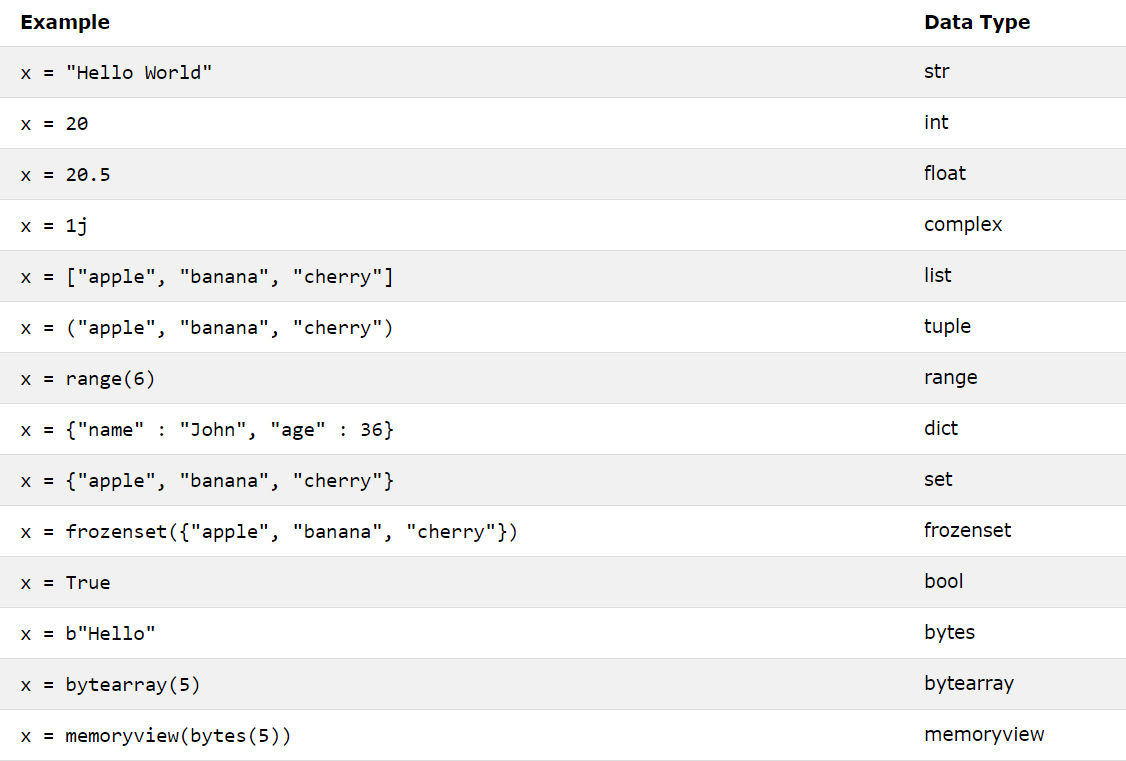 Example Data Type
x = "Hello World" str
x = 20 int
x = 20.5 float
x = 1j complex
x = ["apple", "banana", "cherry"] list
x = ("apple", "banana", "cherry") tuple
x = range(6) range
x = {"name" : "John", "age" : 36} dict
x = {"apple", "banana", "cherry"} set
x = frozenset({"apple", "banana", "cherry"}) frozenset
x = True bool
x = b"Hello" bytes
x = bytearray(5) bytearray
x = memoryview(bytes(5)) memoryview